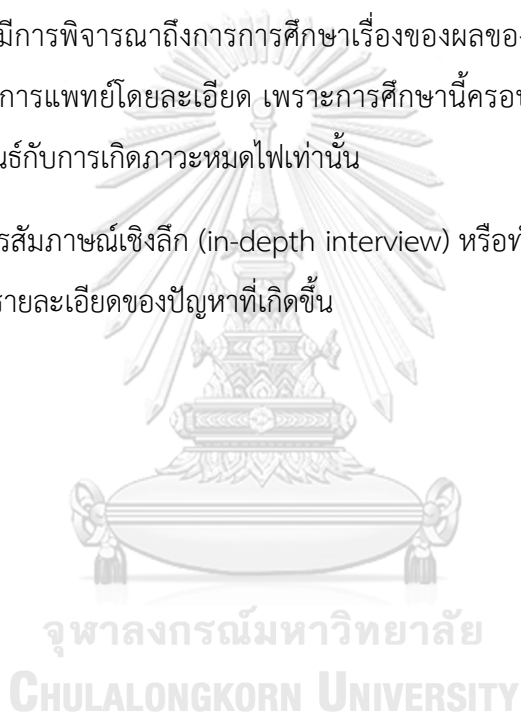 มีการพิจารณาถึงการการศึกษาเรื่องของผลของ
การแพทย์โดยละเอียด เพราะการศึกษานี้ครอบ
นธ์กับการเกิดภาวะหมดไฟเท่านั้น
รสัมภาษณ์เชิงลึก (in-depth interview) หรือทำ
รายละเอียดของปัญหาที่เกิดขึ้น
จุฬาลงกรณ์มหาวิทยาลัย
CHULALONGKORN UNIVERSITY